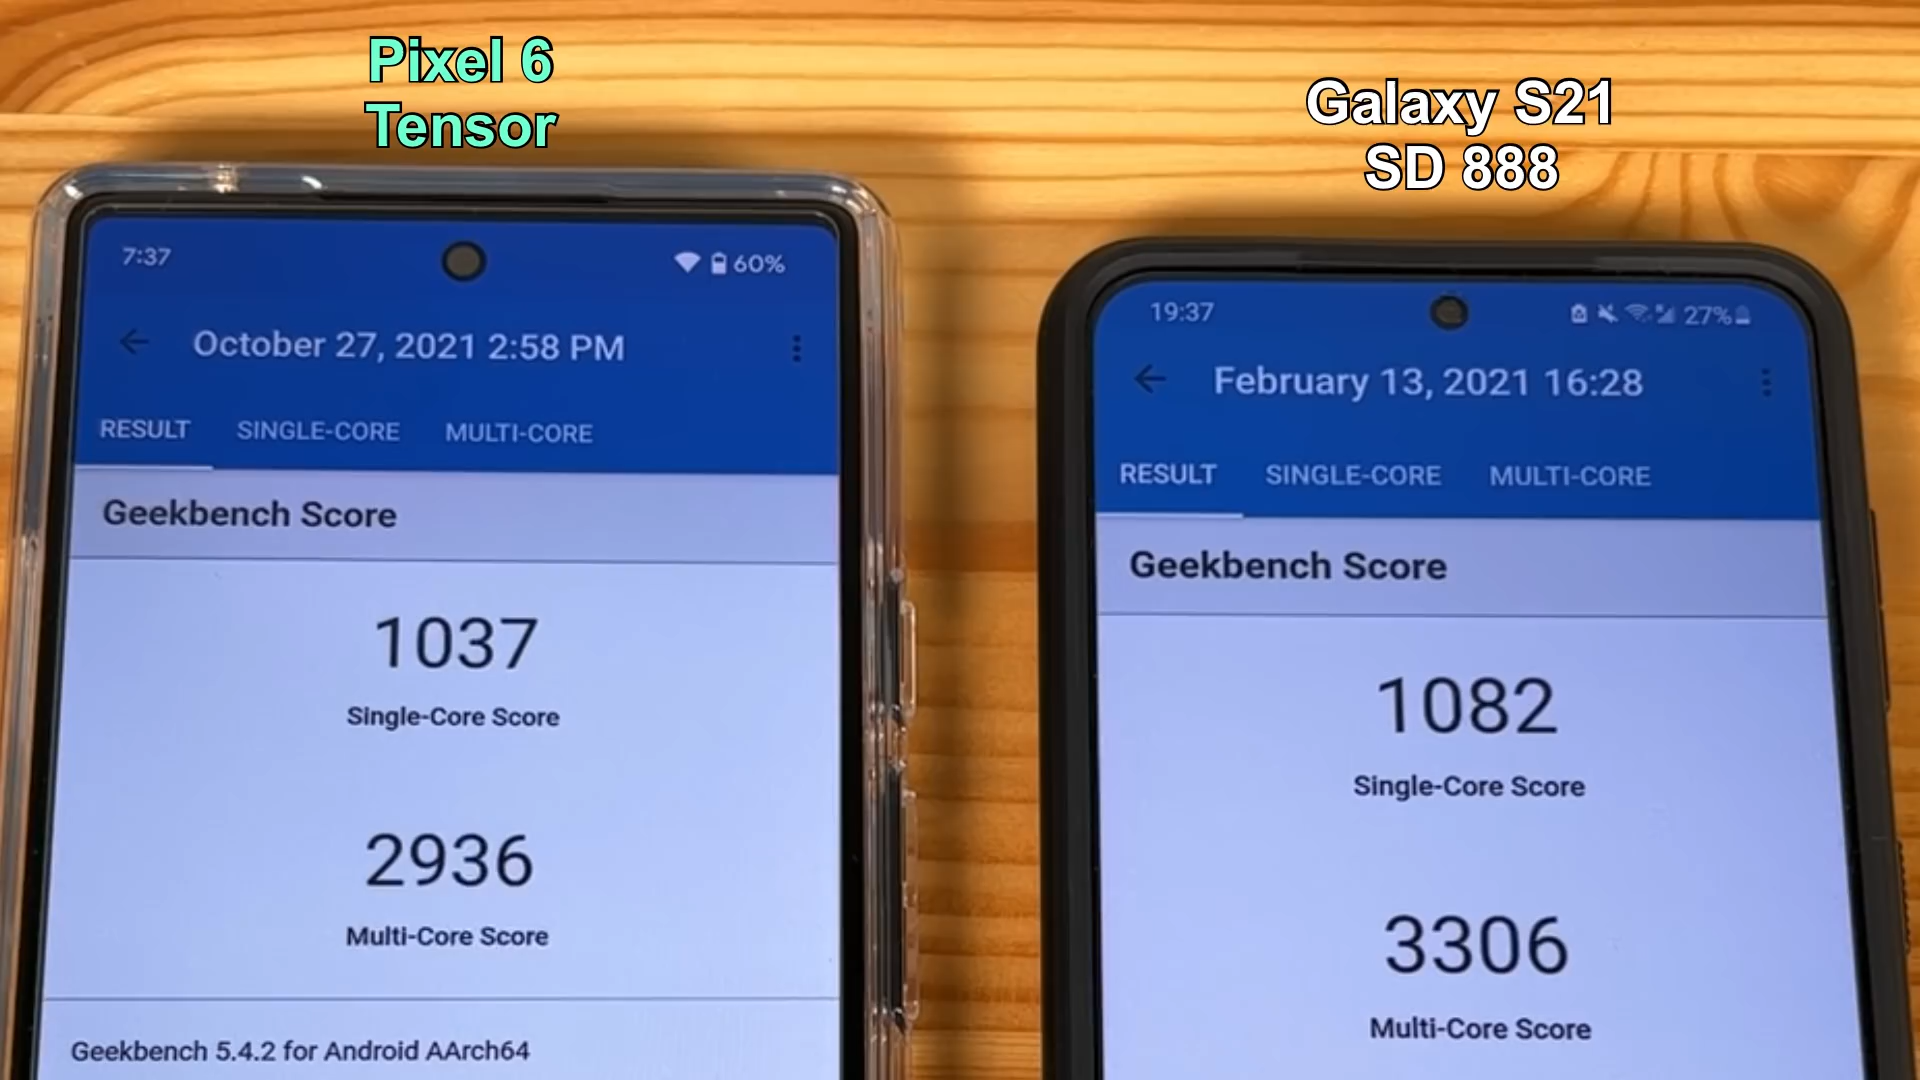 Pixel 6
Tensor
7:37
60%
October 27, 2021 2:58 PM
RESULT SINGLE-CORE MULTI-CORE
Geekbench Score
1037
Single-Core Score
2936
Multi-Core Score
Geekbench 5.4.2 for Android AArch64
Galaxy S21
SD 888
19:37
27%
February 13, 2021 16:28
RESULT SINGLE-CORE MULTI-CORE
Geekbench Score
1082
Single-Core Score
3306
Multi-Core Score